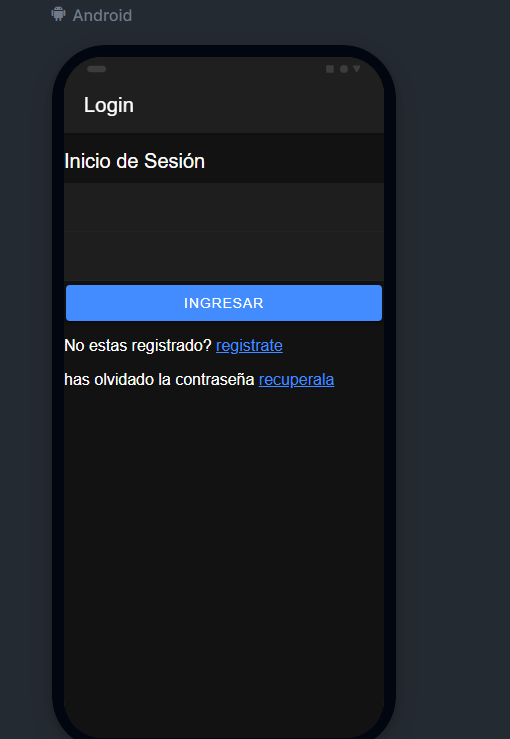 Android
Login
Inicio de Sesión
INGRESAR
No estas registrado? registrate
has olvidado la contraseña recuperala